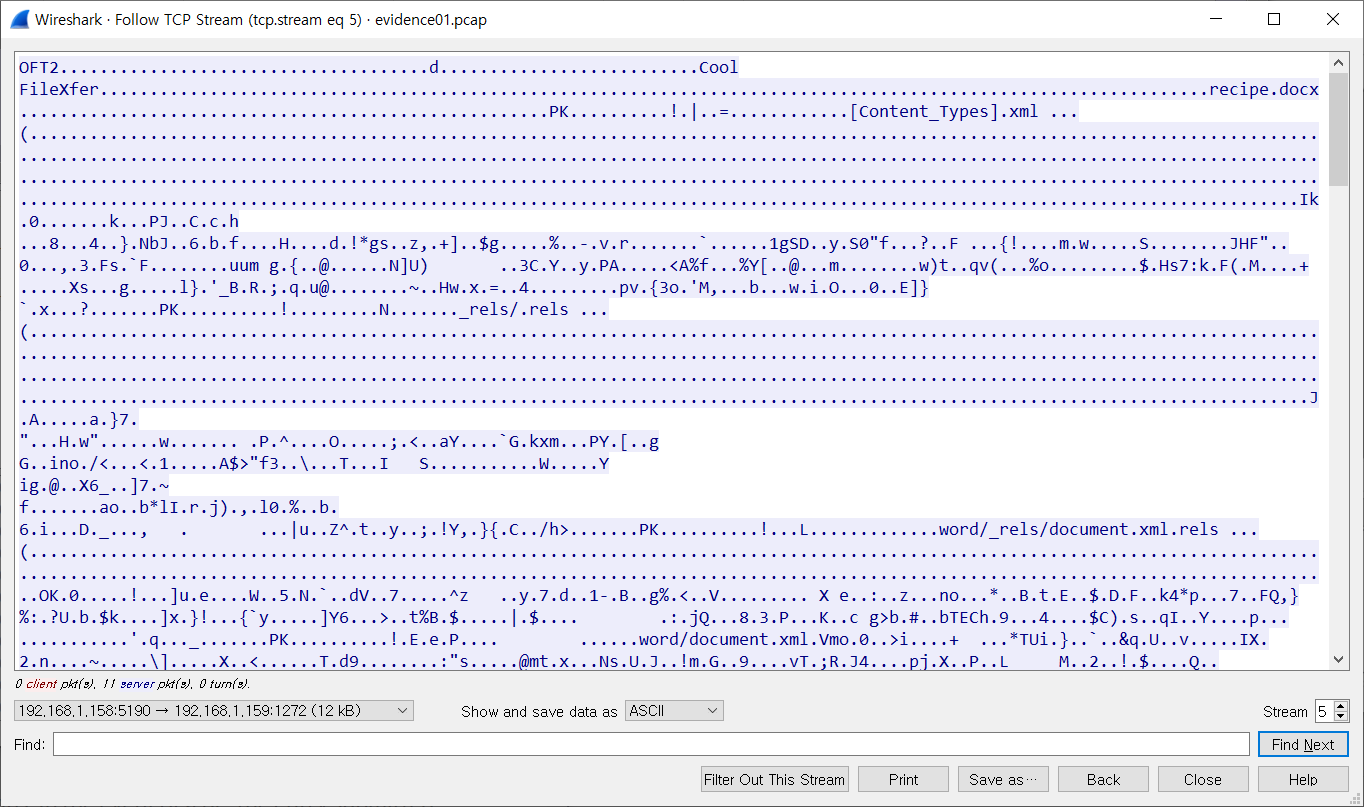 Wireshark · Follow TCP Stream (tcp.stream eq 5) · evidence01.pcap
OFT2....................................d.........................Cool
FileXfer recipe.docx
PK..........!.|..=............[Content_Types].xml ...
(
Ik
.0.......k...PJ..C.c.h
...8...4..}.NbJ..6.b.f....H....d.!*gs..z,.+]..$g.....%..-.v.r.......`......1gSD..y.S0"f...?..F ...{!....m.w.....S........JHF"..
0...,.3.Fs.`F........uum g.{..@......N]U) ..3C.Y..y.PA.....<A%f...%Y[..@...m........w)t..qv(...%o.........$.Hs7:k.F(.M....+
.....Xs...g.....l}.'_B.R.;.q.u@........~..Hw.x.=..4.........pv.{3o.'M,...b...w.i.O...0..E]}
`.x...?.......PK..........!.........N......._rels/.rels ...
(
J
.A.....a.}7.
"...H.w"......w....... .P.^....O.....;.<..aY....`G.kxm...PY.[..g
G..ino./<...<.1.....A$>"f3..\...T...I S...........W.....Y
ig.@..X6_..]7.~
f.......ao..b*lI.r.j).,.l0.%..b.
6.i...D._..., . ...|u..Z^.t..y..;.!Y,.}{.C../h>.......PK..........!...L.............word/_rels/document.xml.rels ...
(
..OK.0.....!...]u.e....W..5.N.`..dV..7.....^z ..y.7.d..1-.B..g%.<..V......... X e..:..z...no...*..B.t.E..$.D.F..k4*p...7..FQ,}
%:.?U.b.$k....]x.}!...{`y.....]Y6...>..t%B.$.....|.$.... .:.jQ...8.3.P...K..c g>b.#..bTECh.9...4....$C).s..qI..Y....p...
...........'.q..._.......PK..........!.E.e.P.... ......word/document.xml.Vmo.0..>i....+ ...*TUi.}..`..&q.U..v.....IX.
2.n....~.....\].....X..<......T.d9........:"s.....@mt.x...Ns.U.J..!m.G..9....vT.;R.J4....pj.X..P..L M..2..!.$....Q..
0 client pkt(s), 11 server pkt(s), 0 turn(s).
192,168,1,158:5190 → 192,168,1,159:1272 (12 kB) Show and save data as ASCII Stream 5
Find: Find Next
Filter Out This Stream Print Save as… Back Close Help